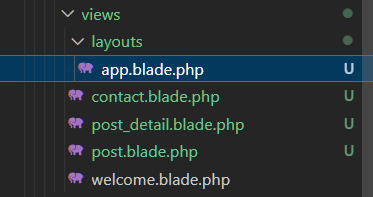 views
layouts
app.blade.php U
contact.blade.php U
post_detail.blade.php U
post.blade.php U
welcome.blade.php